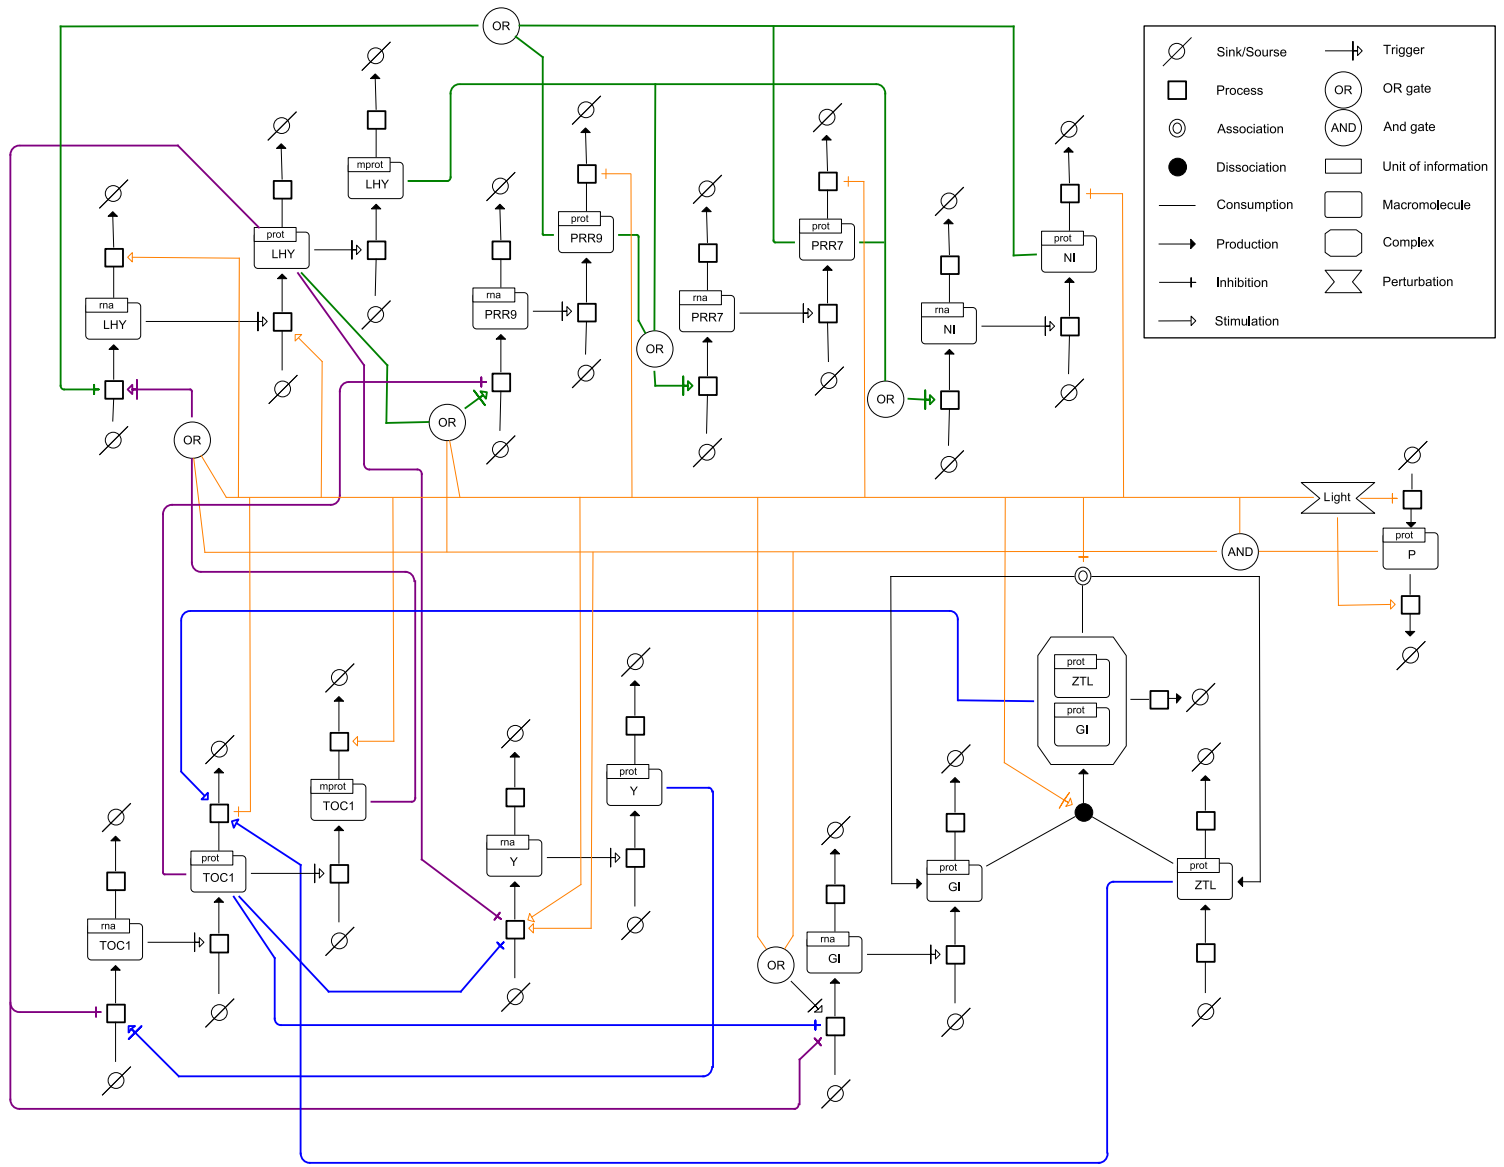 OR
Sink/Sourse
Trigger
Process
OR
OR gate
Association
AND
And gate
Dissociation
Unit of information
Consumption
Macromolecule
Production
Complex
Inhibition
Perturbation
Stimulation
mprot
LHY
prot
LHY
prot
PRR9
prot
PRR7
prot
NI
rna
LHY
rna
PRR9
rna
PRR7
rna
NI
OR
OR
OR
OR
Light
prot
P
AND
prot
ZTL
prot
GI
prot
Y
mprot
TOC1
rna
Y
prot
TOC1
prot
GI
prot
ZTL
rna
TOC1
rna
GI
OR